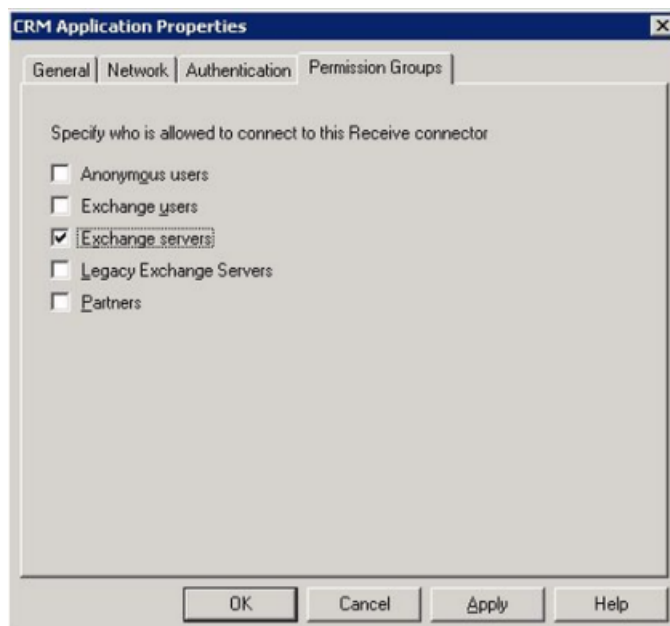 CRM Application Properties
General Network Authentication Permission Groups
Specify who is allowed to connect to this Receive connector
Anonymous users
Exchange users
Exchange servers
Legacy Exchange Servers
Partners
OK Cancel Apply Help